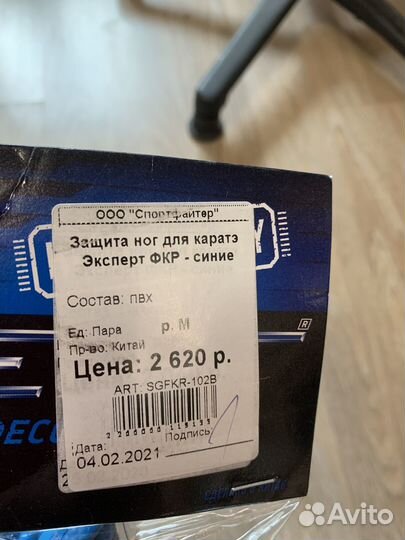 ООО "Спортфайтер"
Защита ног для каратэ
Эксперт ФКР - синие
Состав: пвх
Ед: Пара р. M
Пр-во: Китай
Цена: 2 620 р.
ART: SGFKR-102B
Дата: Подпись
04.02.2021
®
Avito